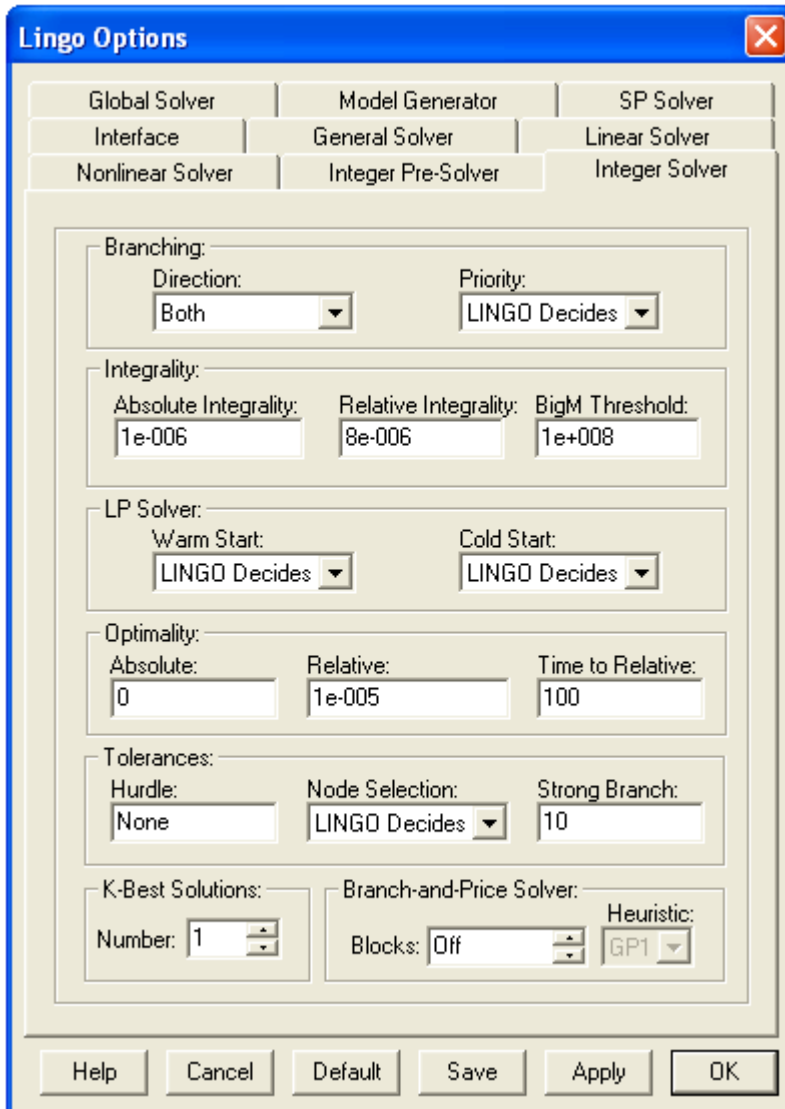 Lingo Options
Global Solver Model Generator SP Solver
Interface General Solver Linear Solver
Nonlinear Solver Integer Pre-Solver Integer Solver
Branching:
Direction: Priority:
Both LINGO Decides
Integrality:
Absolute Integrality: Relative Integrality: BigM Threshold:
1e-006 8e-006 1e+008
LP Solver:
Warm Start: Cold Start:
LINGO Decides LINGO Decides
Optimality:
Absolute: Relative: Time to Relative:
0 1e-005 100
Tolerances:
Hurdle: Node Selection: Strong Branch:
None LINGO Decides 10
K-Best Solutions: Branch-and-Price Solver:
Heuristic:
Number: 1 Blocks: Off GP1
Help Cancel Default Save Apply OK